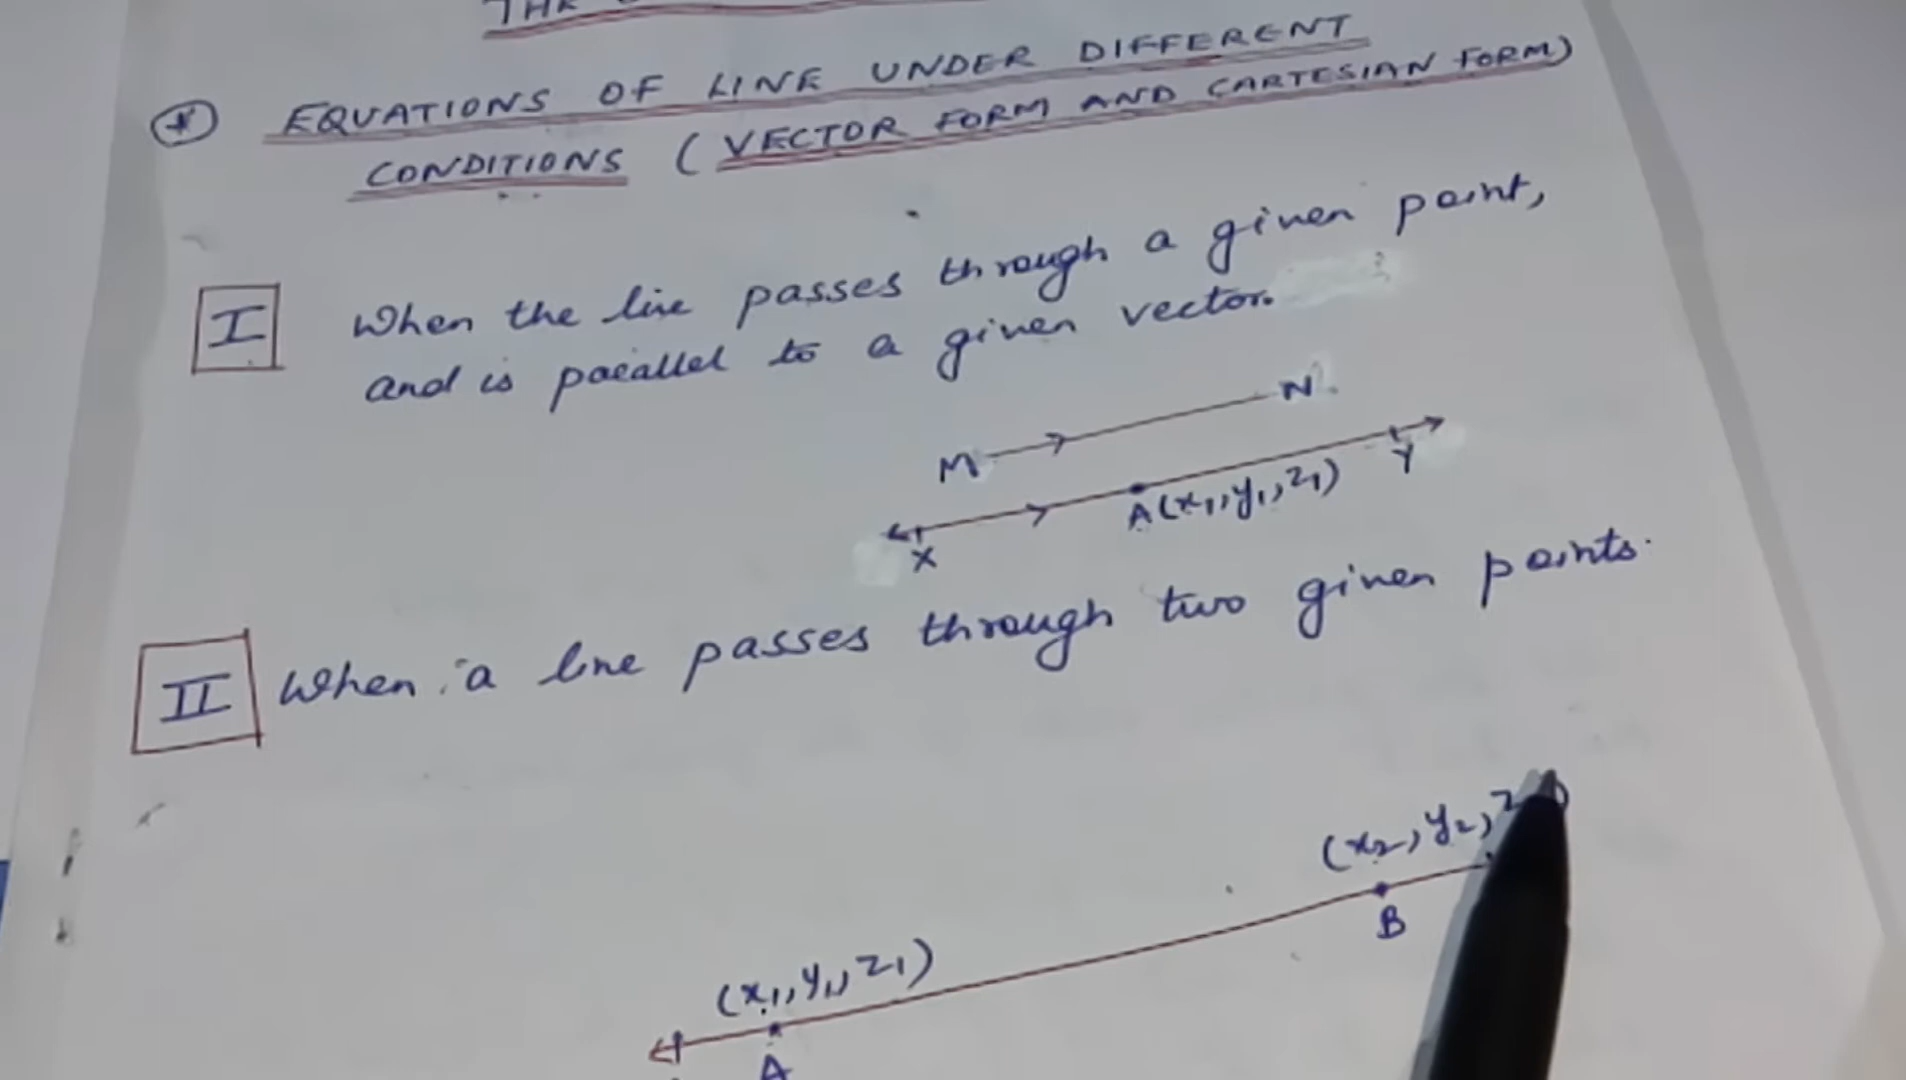 THR
EQUATIONS OF LINE UNDER DIFFERENT
CONDITIONS (VECTOR FORM AND CARTESIAN FORM)
I When the line passes through a given point,
and is parallel to a given vector.
M N
X A(x₁,y₁,z₁) Y
II When a line passes through two given points.
(x₂,y₂,z
B
(x₁,y₁,z₁)
A